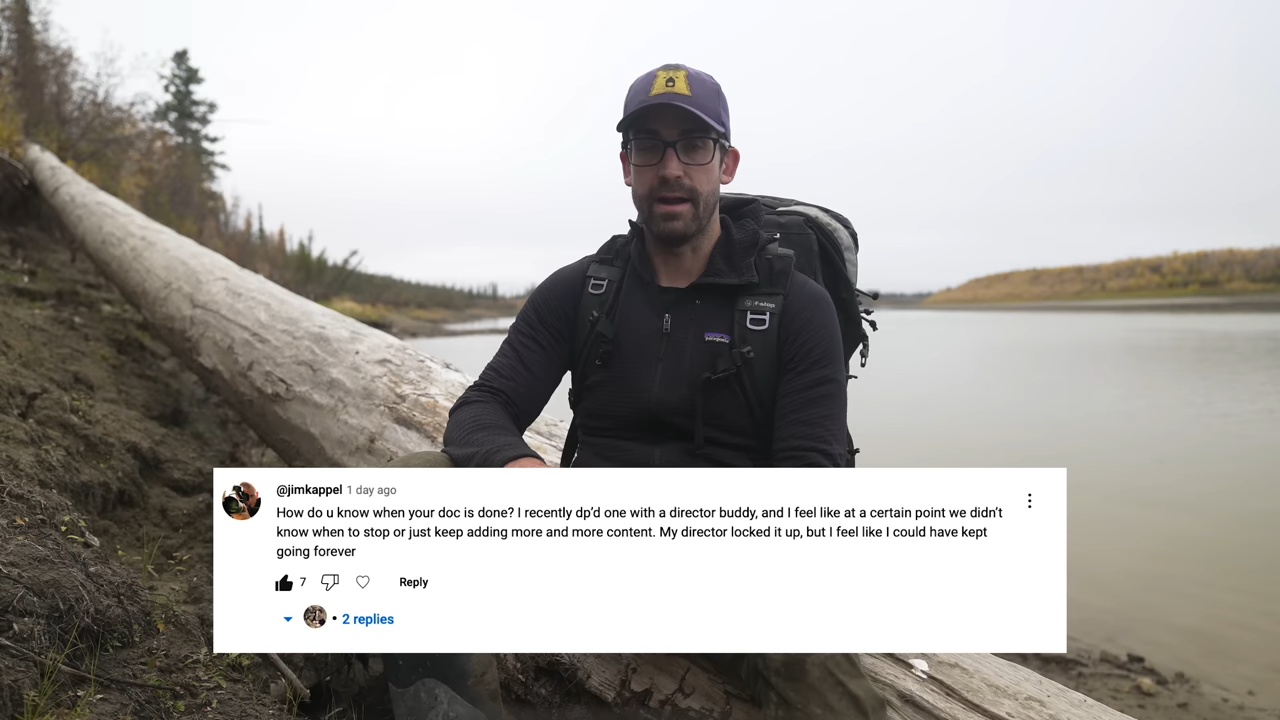 f-stop
patagonia
@jimkappel 1 day ago
How do u know when your doc is done? I recently dp’d one with a director buddy, and I feel like at a certain point we didn’t
know when to stop or just keep adding more and more content. My director locked it up, but I feel like I could have kept
going forever
7 Reply
• 2 replies